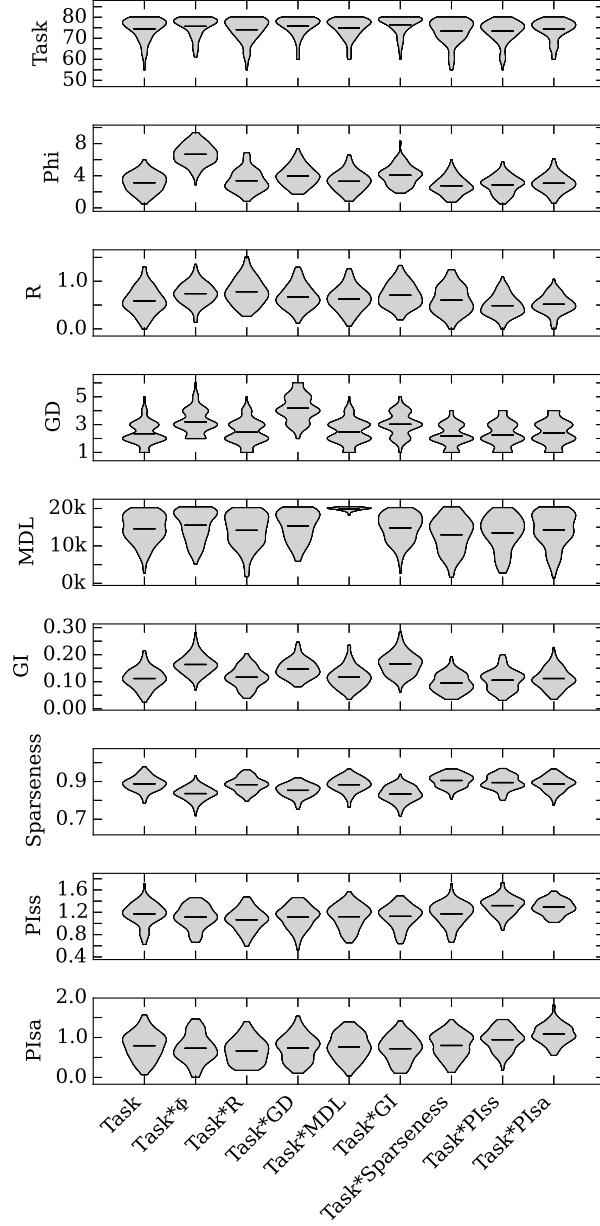 Task
80
70
60
50
Phi
8
4
0
R
1.0
0.0
GD
5
3
1
MDL
20k
10k
0k
GI
0.30
0.20
0.10
0.00
Sparseness
0.9
0.7
PIss
1.6
1.2
0.8
0.4
PIsa
2.0
1.0
0.0
Task
Task*Φ
Task*R
Task*GD
Task*MDL
Task*GI
Task*Sparseness
Task*PIss
Task*PIsa